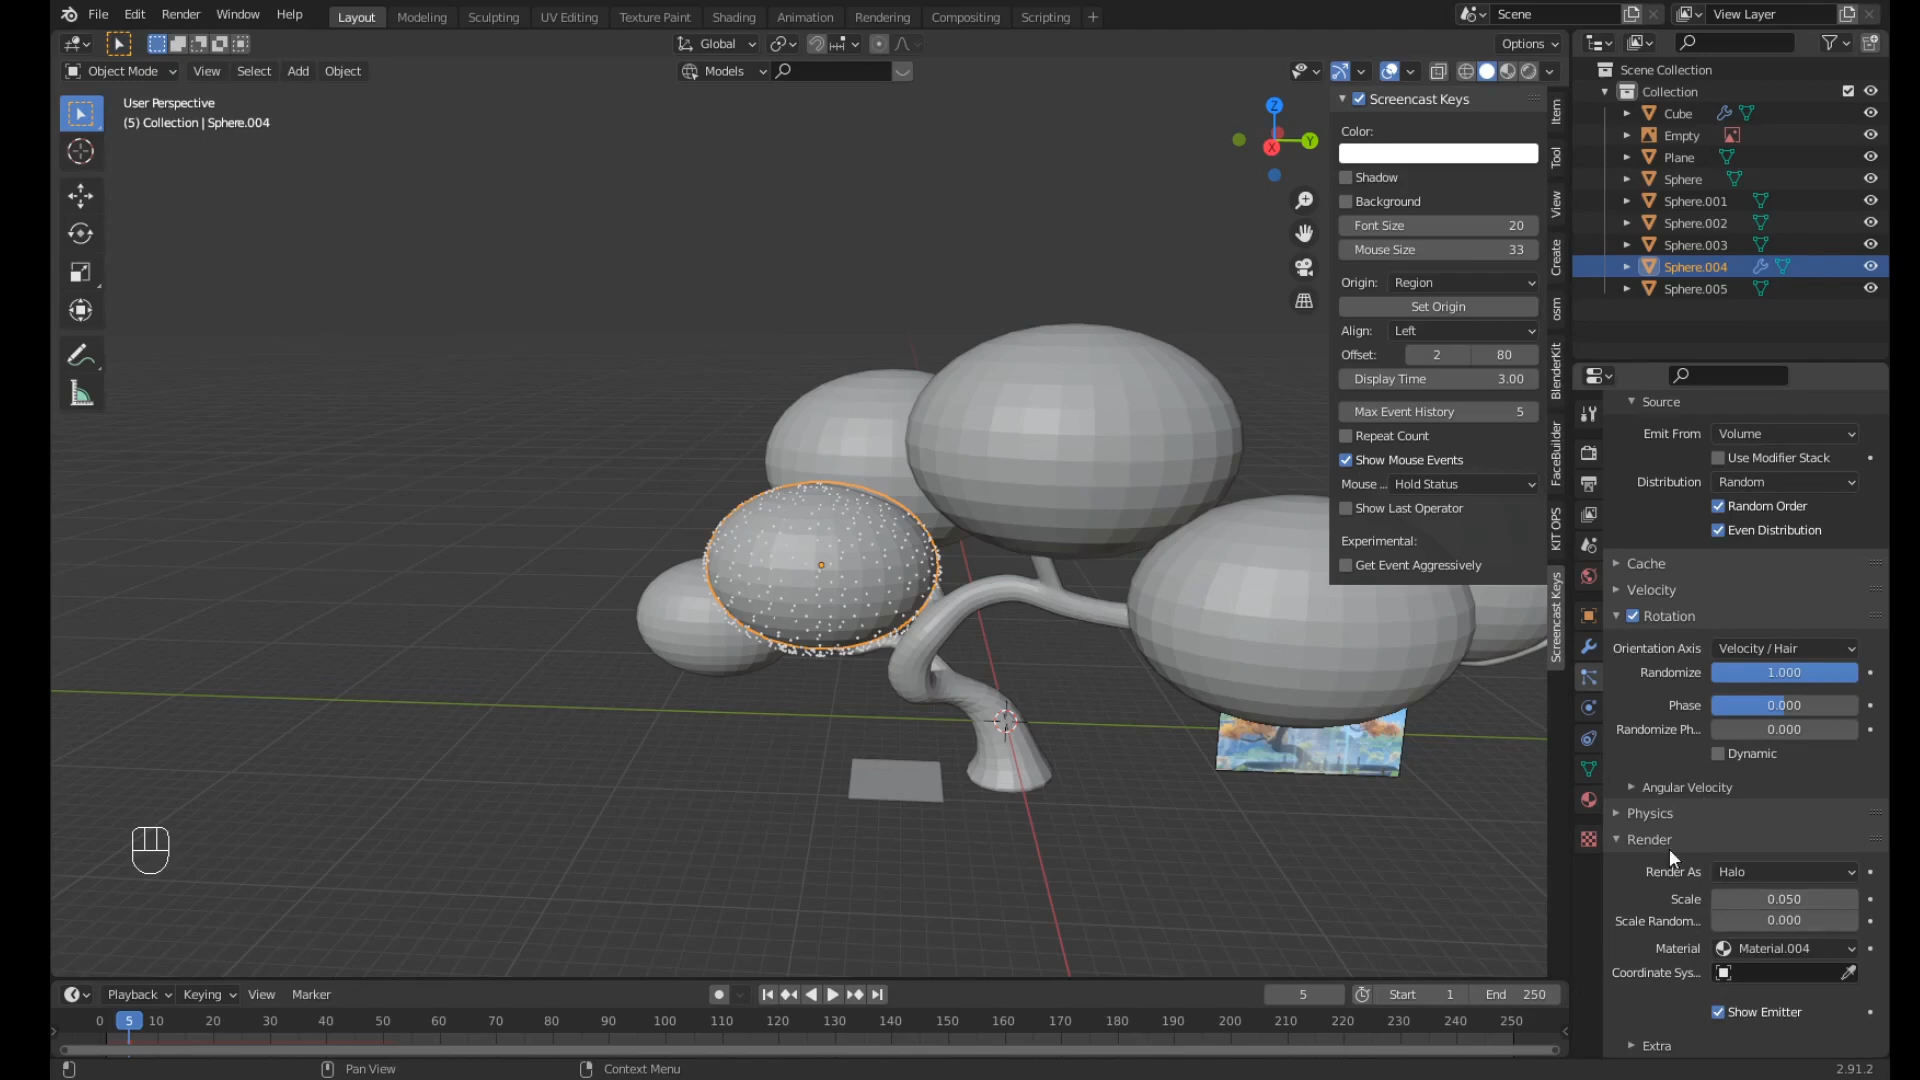 File Edit Render Window Help Layout Modeling Sculpting UV Editing Texture Paint Shading Animation Rendering Compositing Scripting + Scene View Layer
Global Options
Object Mode View Select Add Object Models
User Perspective
(5) Collection | Sphere.004
Z
Y
X
Screencast Keys
Color:
Shadow
Background
Font Size 20
Mouse Size 33
Origin: Region
Set Origin
Align: Left
Offset: 2 80
Display Time 3.00
Max Event History 5
Repeat Count
Show Mouse Events
Mouse ... Hold Status
Show Last Operator
Experimental:
Get Event Aggressively
Item
Tool
View
Create
osm
BlenderKit
FaceBuilder
KIT OPS
Screencast Keys
Scene Collection
Collection
Cube
Empty
Plane
Sphere
Sphere.001
Sphere.002
Sphere.003
Sphere.004
Sphere.005
Source
Emit From Volume
Use Modifier Stack
Distribution Random
Random Order
Even Distribution
Cache
Velocity
Rotation
Orientation Axis Velocity / Hair
Randomize 1.000
Phase 0.000
Randomize Ph... 0.000
Dynamic
Angular Velocity
Physics
Render
Render As Halo
Scale 0.050
Scale Random... 0.000
Material Material.004
Coordinate Sys...
Show Emitter
Extra
Playback Keying View Marker 5 Start 1 End 250
0 5 10 20 30 40 50 60 70 80 90 100 110 120 130 140 150 160 170 180 190 200 210 220 230 240 250
Pan View Context Menu 2.91.2